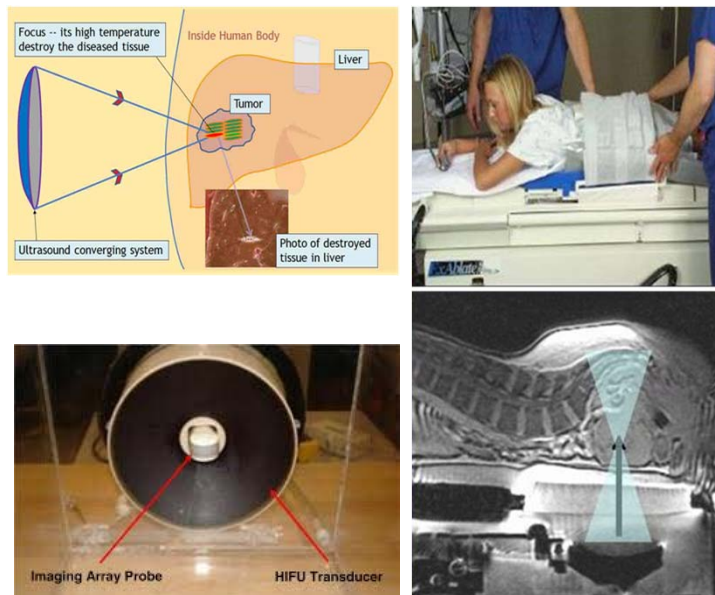 Focus -- its high temperature
destroy the diseased tissue
Inside Human Body
Liver
Tumor
Ultrasound converging system
Photo of destroyed
tissue in liver
ExAblate
Imaging Array Probe
HIFU Transducer